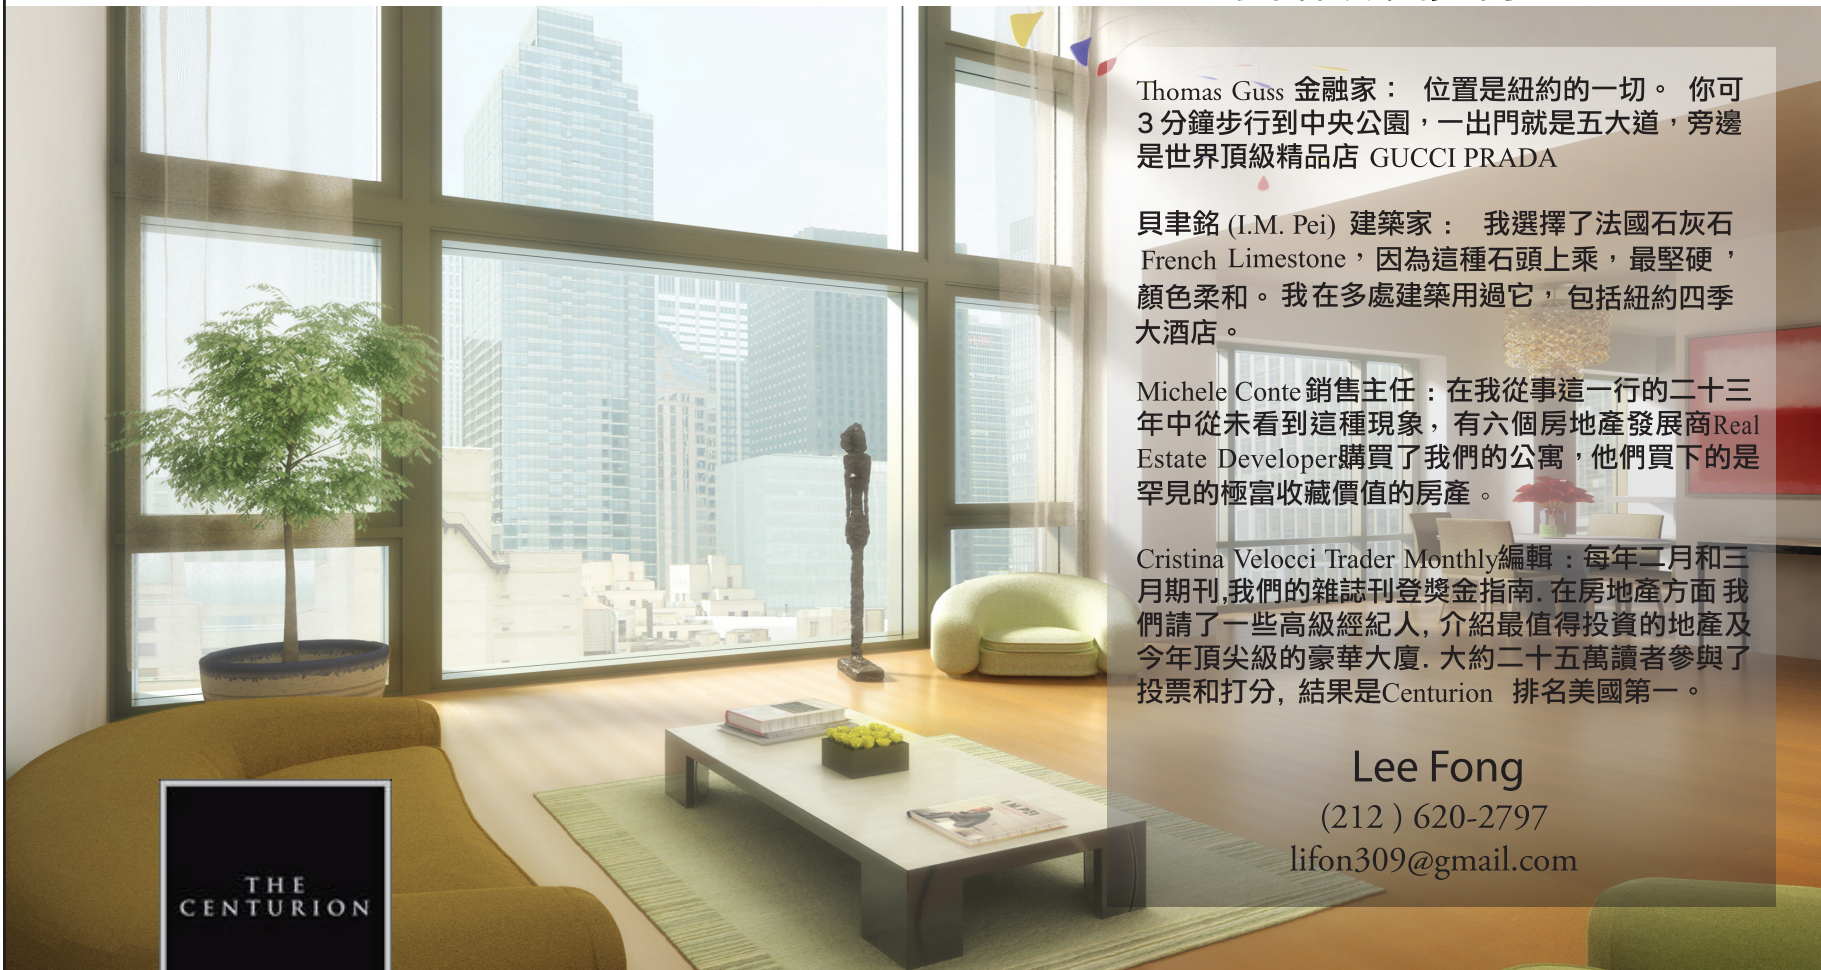 Thomas Guss 金融家： 位置是紐約的一切。 你可
3 分鐘步行到中央公園，一出門就是五大道，旁邊
是世界頂級精品店 GUCCI PRADA
貝聿銘 (I.M. Pei) 建築家： 我選擇了法國石灰石
French Limestone，因為這種石頭上乘，最堅硬，
顏色柔和。我在多處建築用過它，包括紐約四季
大酒店。
Michele Conte銷售主任：在我從事這一行的二十三
年中從未看到這種現象，有六個房地產發展商Real
Estate Developer購買了我們的公寓，他們買下的是
罕見的極富收藏價值的房產。
Cristina Velocci Trader Monthly編輯：每年二月和三
月期刊,我們的雜誌刊登獎金指南. 在房地產方面 我
們請了一些高級經紀人, 介紹最值得投資的地產及
今年頂尖級的豪華大廈. 大約二十五萬讀者參與了
投票和打分, 結果是Centurion 排名美國第一。
Lee Fong
(212 ) 620-2797
lifon309@gmail.com
I.M. PEI
THE
CENTURION